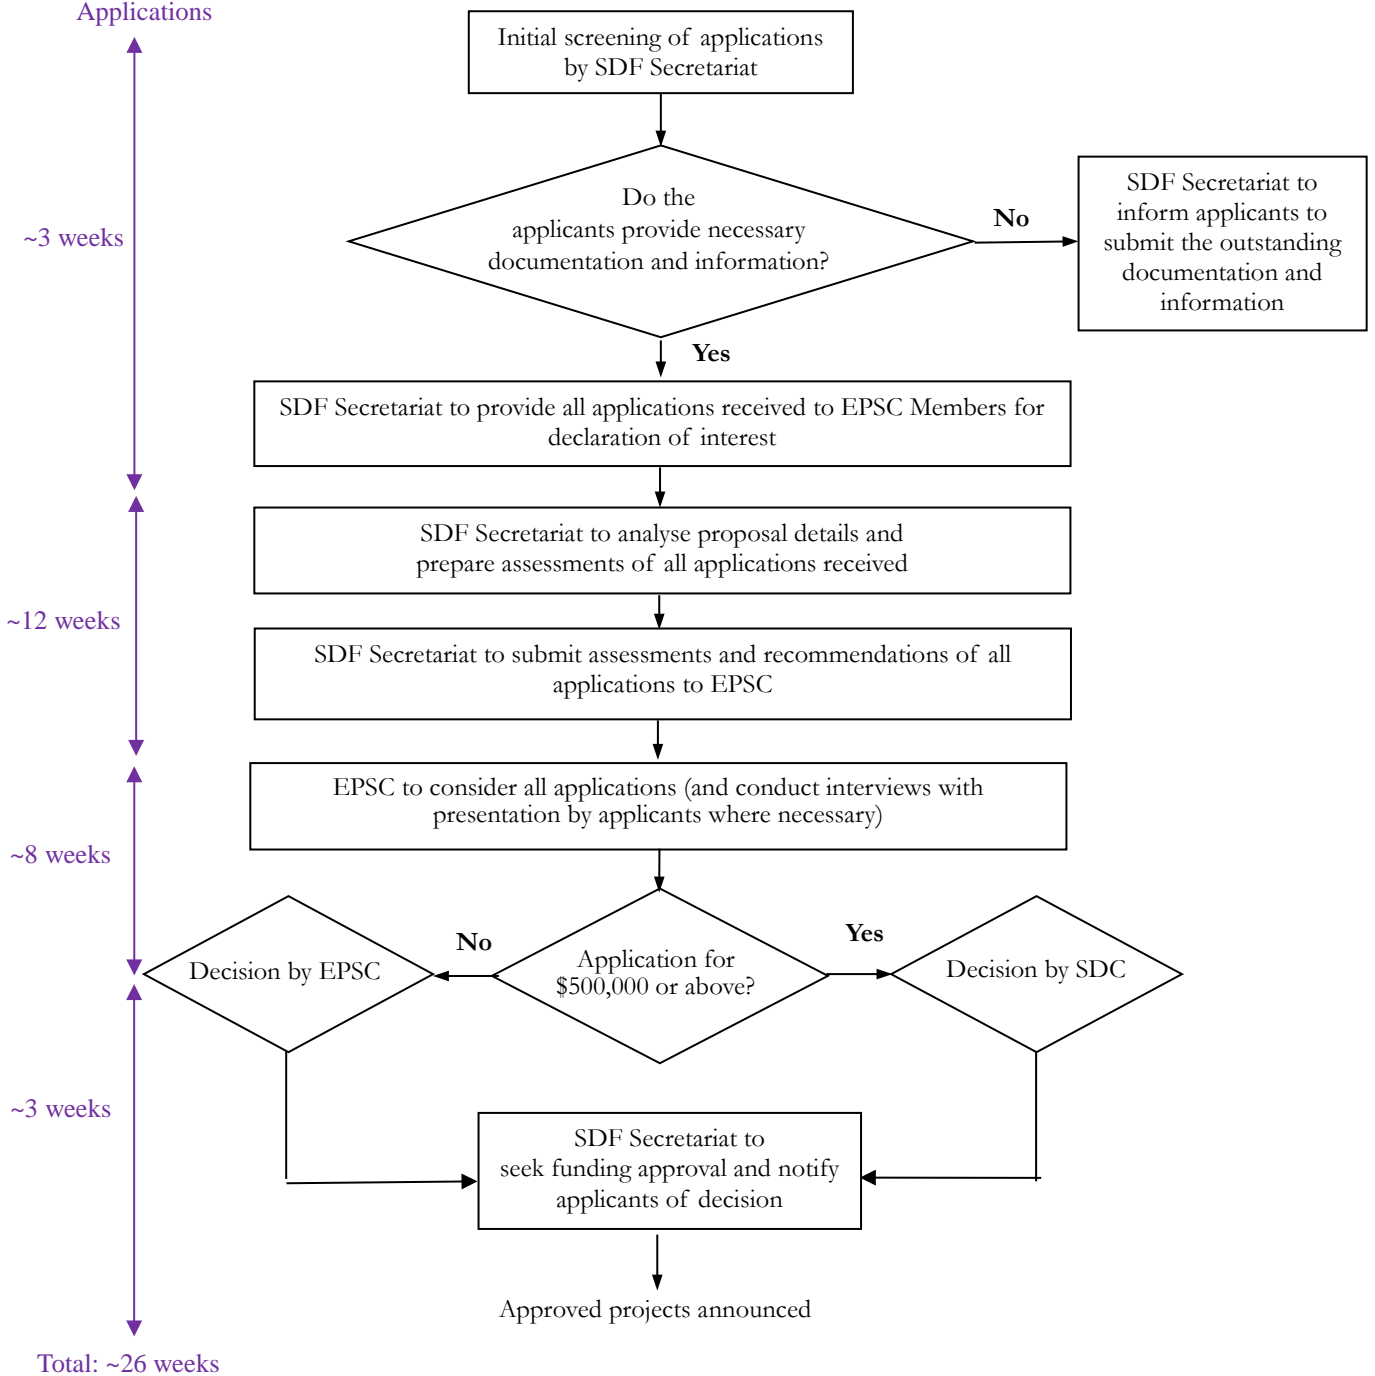 Applications
Initial screening of applications
by SDF Secretariat
~3 weeks
Do the
applicants provide necessary
documentation and information?
No
SDF Secretariat to
inform applicants to
submit the outstanding
documentation and
information
Yes
SDF Secretariat to provide all applications received to EPSC Members for
declaration of interest
SDF Secretariat to analyse proposal details and
prepare assessments of all applications received
~12 weeks
SDF Secretariat to submit assessments and recommendations of all
applications to EPSC
EPSC to consider all applications (and conduct interviews with
presentation by applicants where necessary)
~8 weeks
Decision by EPSC
No
Application for
$500,000 or above?
Yes
Decision by SDC
~3 weeks
SDF Secretariat to
seek funding approval and notify
applicants of decision
Approved projects announced
Total: ~26 weeks